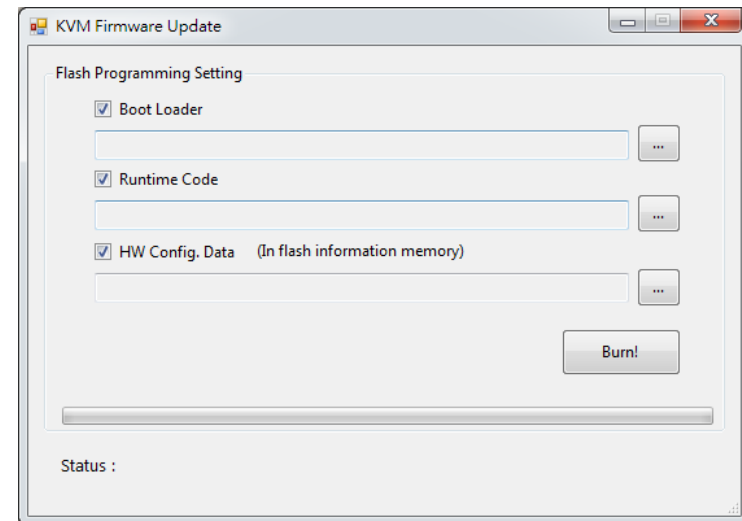 KVM Firmware Update
Flash Programming Setting
Boot Loader
...
Runtime Code
...
HW Config. Data (In flash information memory)
...
Burn!
Status :